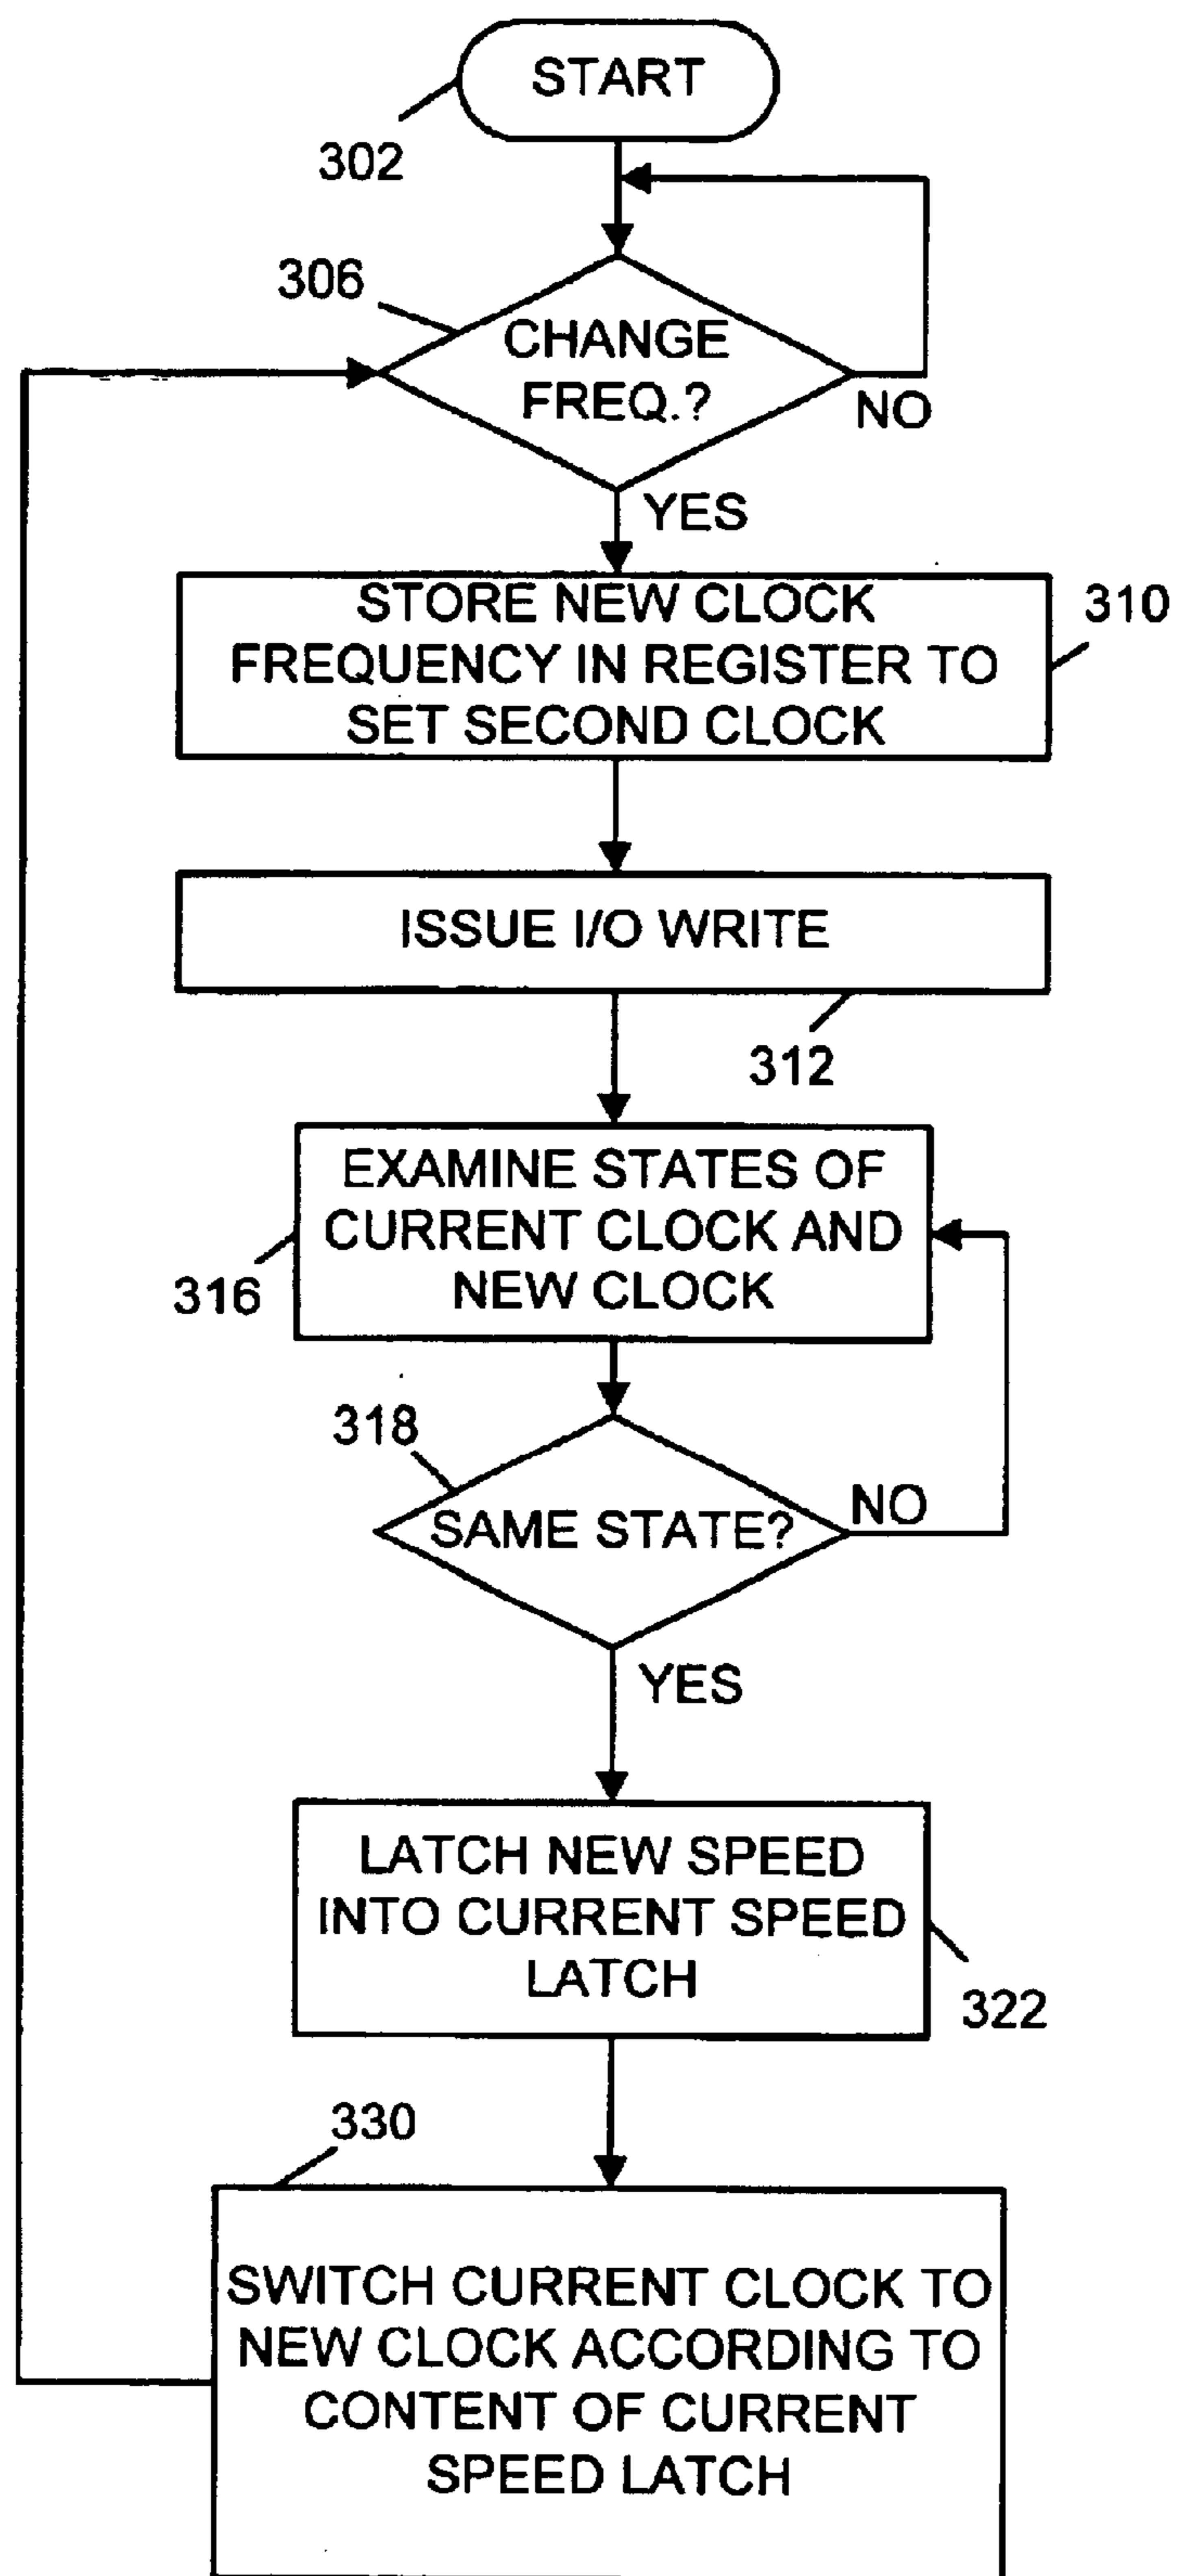 START
302
306
CHANGE
FREQ.?
NO
YES
STORE NEW CLOCK
FREQUENCY IN REGISTER TO
SET SECOND CLOCK
310
ISSUE I/O WRITE
312
EXAMINE STATES OF
CURRENT CLOCK AND
NEW CLOCK
316
318
SAME STATE?
NO
YES
LATCH NEW SPEED
INTO CURRENT SPEED
LATCH
322
330
SWITCH CURRENT CLOCK TO
NEW CLOCK ACCORDING TO
CONTENT OF CURRENT
SPEED LATCH